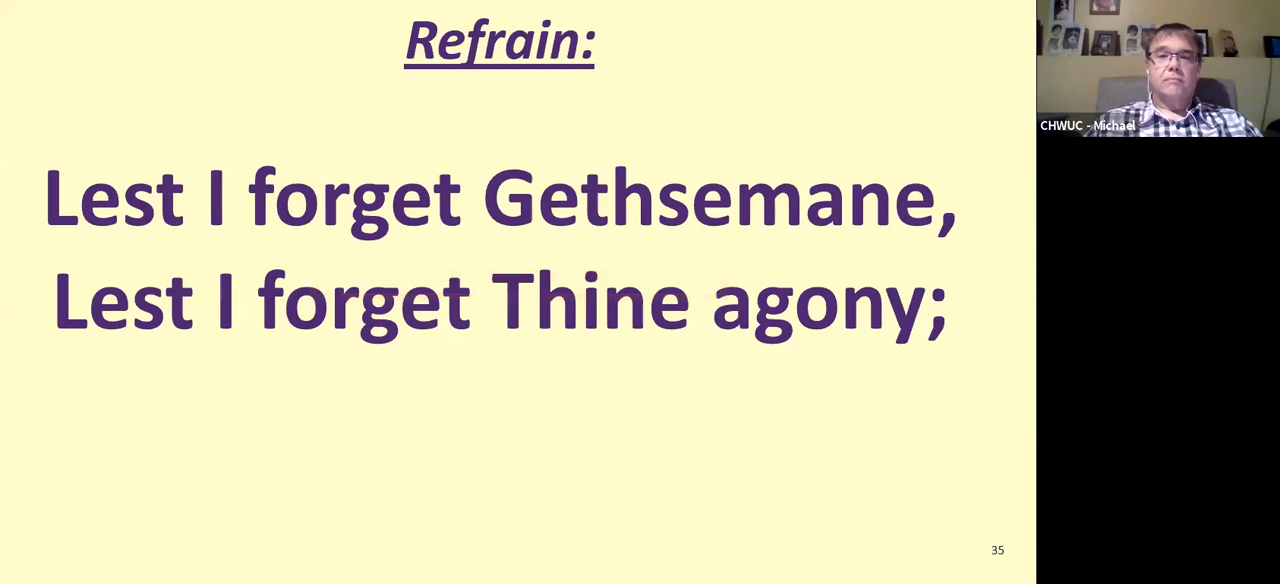 Refrain:
Lest I forget Gethsemane,
Lest I forget Thine agony;
35
CHWUC - Michael